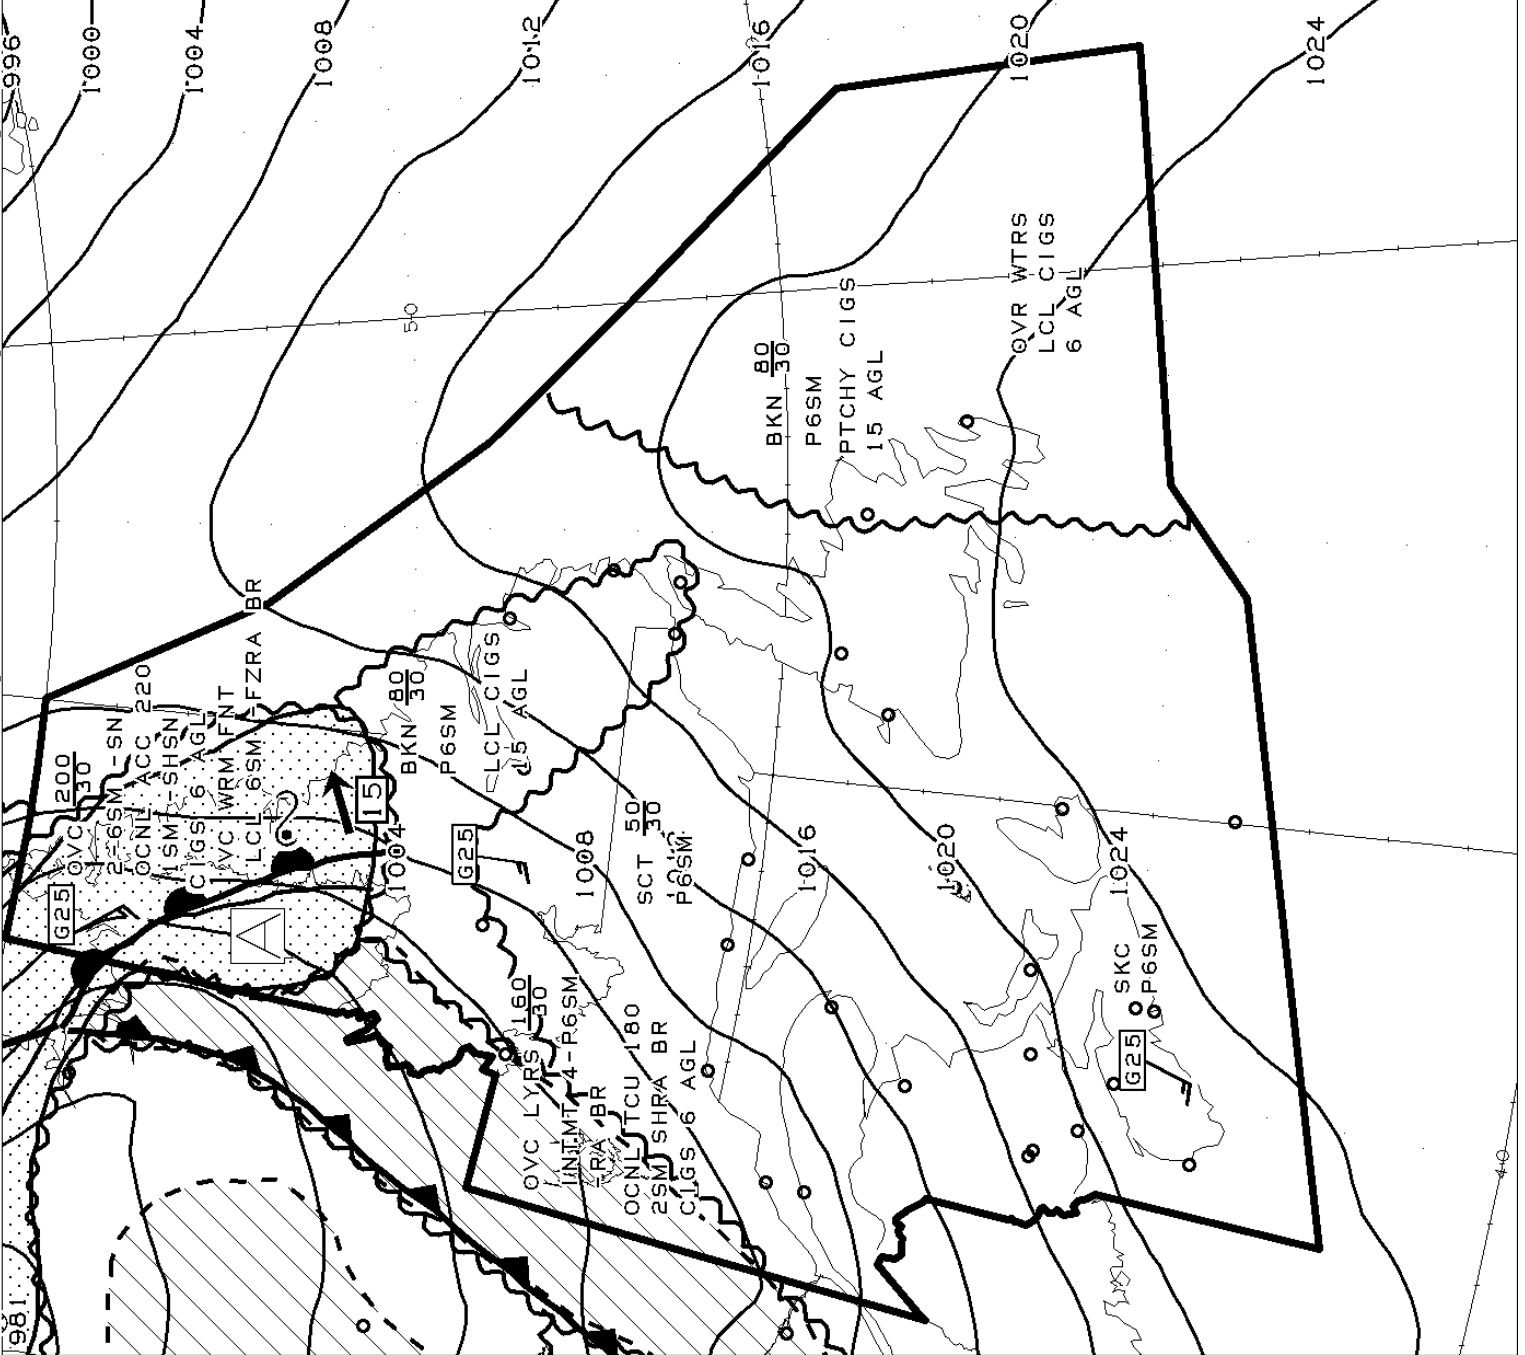 996
1000
1004
1008
1012
1016
1020
1024
50
OVC 200
30
2-6SM -SN
OCNL ACC 220
1SM -SHSN
CIGS 6 AGL
VC WRM FNT
LCL 6SM -FZRA BR
G25
15
1004
BKN 80
30
P6SM
LCL CIGS
15 AGL
G25
1008
SCT 50
30
P6SM
1016
1020
1024
BKN 80
30
P6SM
PTCHY CIGS
15 AGL
OVR WTRS
LCL CIGS
6 AGL
OVC LYRS 160
30
INTMT 4-P6SM
-RA BR
OCNL TCU 180
2SM SHRA BR
CIGS 6 AGL
SKC
P6SM
G25
981
40